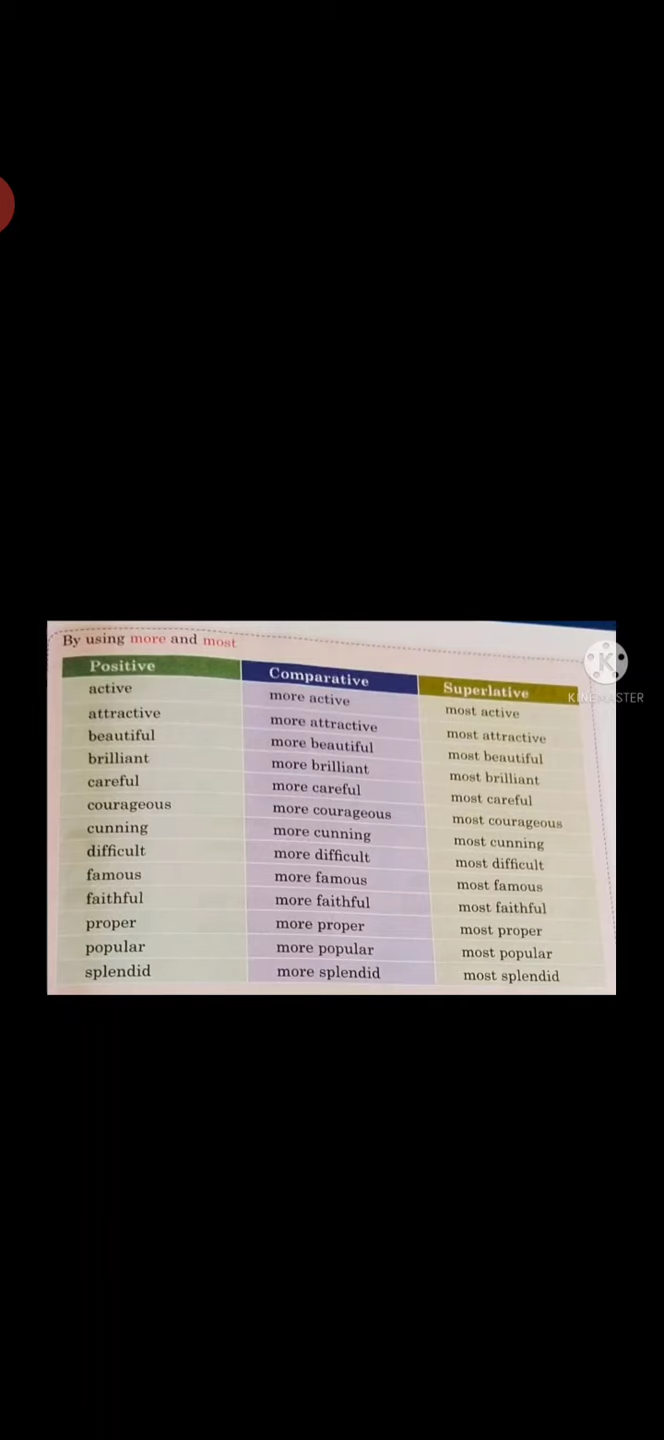 By using more and most
Positive Comparative Superlative
active more active most active
attractive more attractive most attractive
beautiful more beautiful most beautiful
brilliant more brilliant most brilliant
careful more careful most careful
courageous more courageous most courageous
cunning more cunning most cunning
difficult more difficult most difficult
famous more famous most famous
faithful more faithful most faithful
proper more proper most proper
popular more popular most popular
splendid more splendid most splendid
K
KINEMASTER